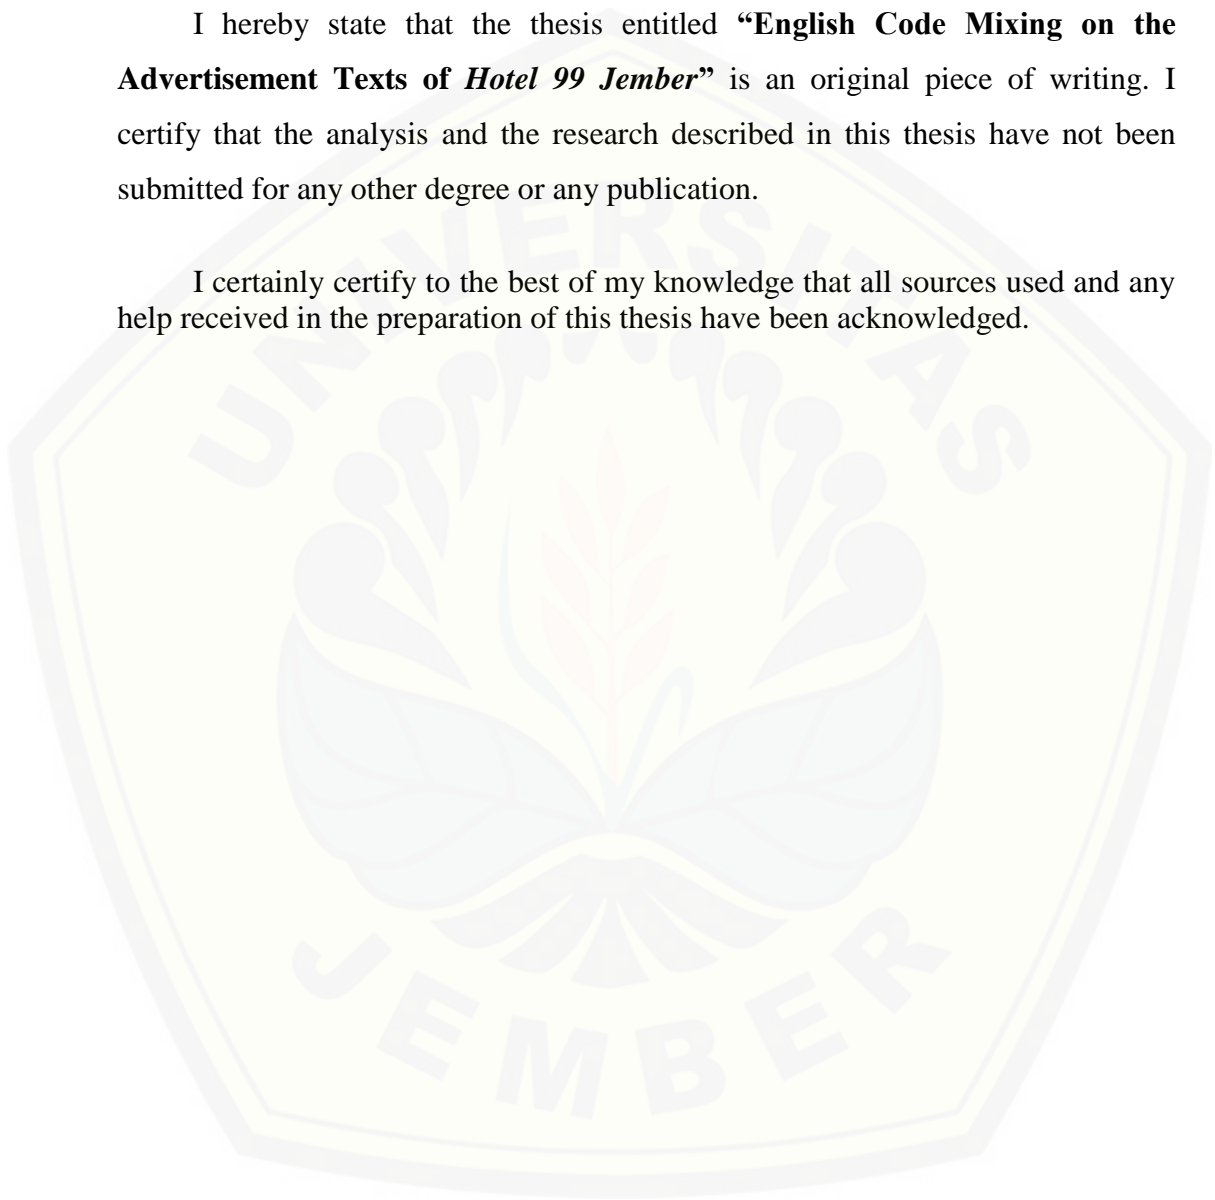 I hereby state that the thesis entitled “English Code Mixing on the
Advertisement Texts of Hotel 99 Jember” is an original piece of writing. I
certify that the analysis and the research described in this thesis have not been
submitted for any other degree or any publication.
I certainly certify to the best of my knowledge that all sources used and any
help received in the preparation of this thesis have been acknowledged.
UNIVERSITAS
JEMBER